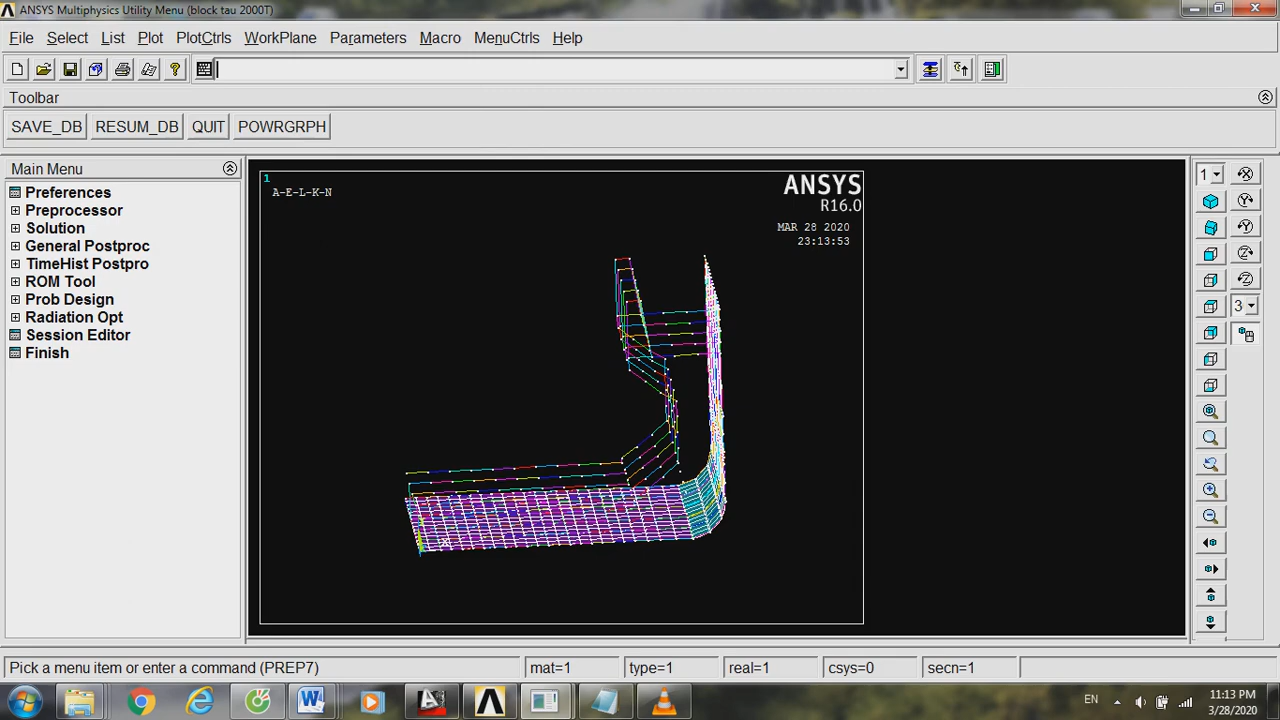 ANSYS Multiphysics Utility Menu (block tau 2000T)
File Select List Plot PlotCtrls WorkPlane Parameters Macro MenuCtrls Help
Toolbar
SAVE_DB RESUM_DB QUIT POWRGRPH
Main Menu
Preferences
Preprocessor
Solution
General Postproc
TimeHist Postpro
ROM Tool
Prob Design
Radiation Opt
Session Editor
Finish
1
A-E-L-K-N
ANSYS
R16.0
MAR 28 2020
23:13:53
1
3
Pick a menu item or enter a command (PREP7) mat=1 type=1 real=1 csys=0 secn=1
EN
11:13 PM
3/28/2020